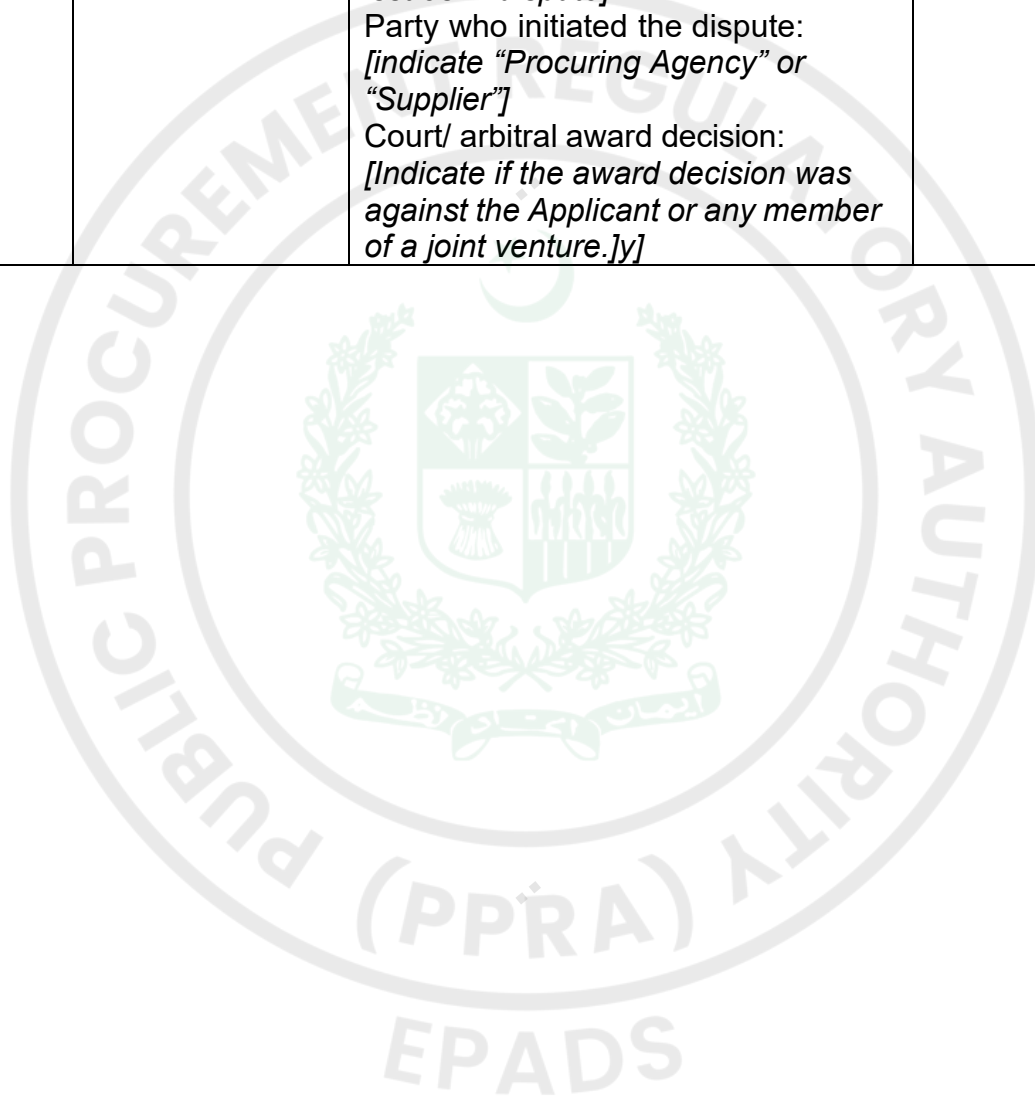 Party who initiated the dispute:
[indicate “Procuring Agency” or
“Supplier”]
Court/ arbitral award decision:
[Indicate if the award decision was
against the Applicant or any member
of a joint venture.]y]
PUBLIC PROCUREMENT REGULATORY AUTHORITY
(PPRA)
EPADS